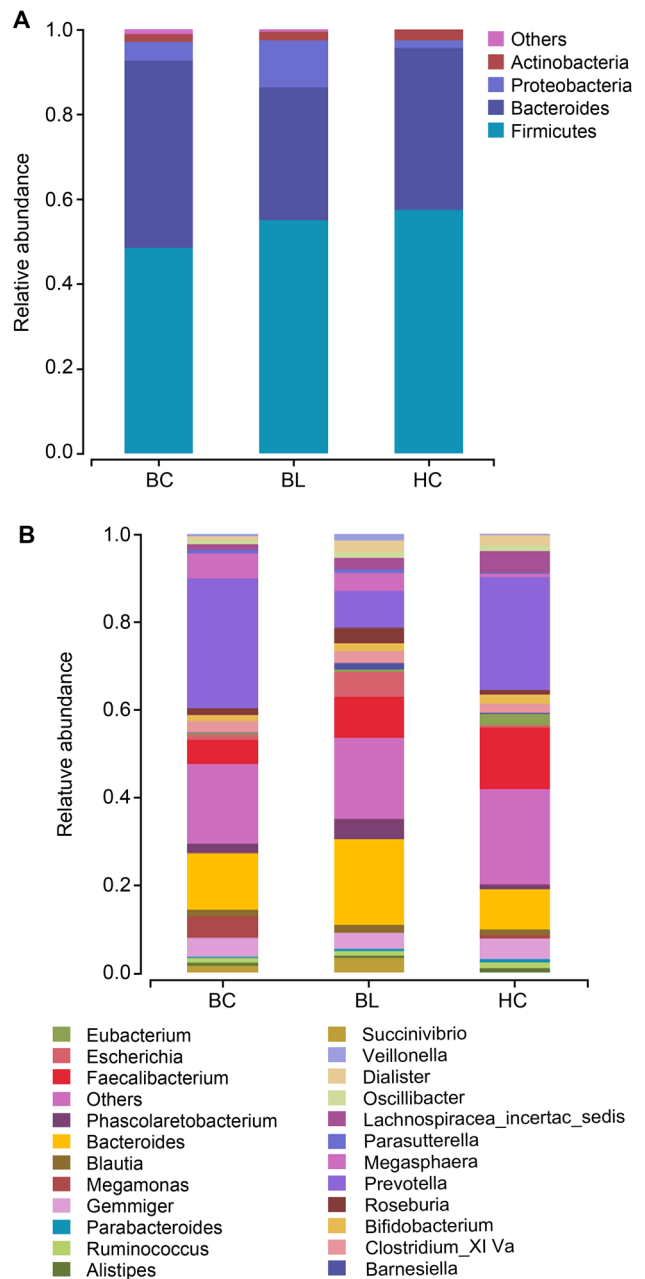 A
1.0
0.8
0.6
0.4
0.2
0.0
Relative abundance
BC
BL
HC
Others
Actinobacteria
Proteobacteria
Bacteroides
Firmicutes
B
1.0
0.8
0.6
0.4
0.2
0.0
Relatuve abundance
BC
BL
HC
Eubacterium
Escherichia
Faecalibacterium
Others
Phascolaretobacterium
Bacteroides
Blautia
Megamonas
Gemmiger
Parabacteroides
Ruminococcus
Alistipes
Succinivibrio
Veillonella
Dialister
Oscillibacter
Lachnospiracea_incertac_sedis
Parasutterella
Megasphaera
Prevotella
Roseburia
Bifidobacterium
Clostridium_XI Va
Barnesiella